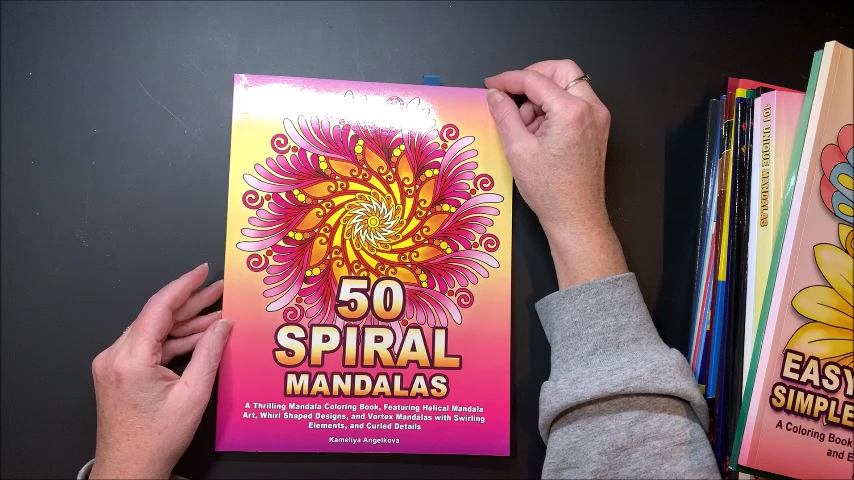 50
SPIRAL
MANDALAS
A Thrilling Mandala Coloring Book, Featuring Helical Mandala
Art, Whirl Shaped Designs, and Vortex Mandalas with Swirling
Elements, and Curled Details
Kameliya Angelkova
101 UNIQUE MANDALAS
EASY
SIMPLE
A Coloring Book
and E